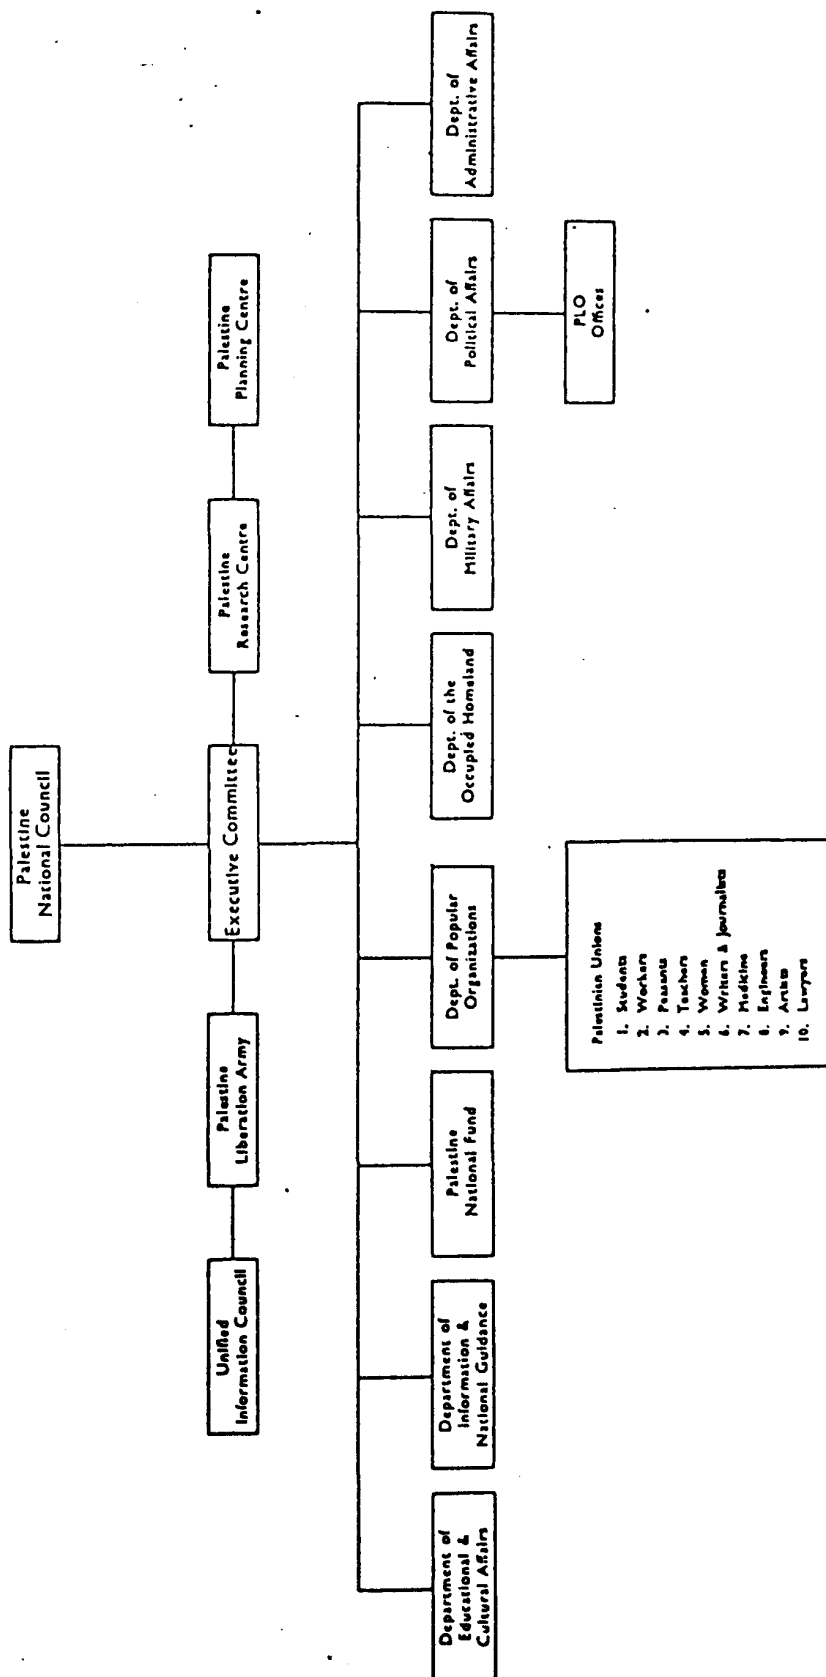 Palestine
National Council
Unified
Information Council
Palestine
Liberation Army
Executive Committee
Palestine
Research Centre
Palestine
Planning Centre
Department of
Educational &
Cultural Affairs
Department of
Information &
National Guidance
Palestine
National Fund
Dept. of Popular
Organizations
Dept. of the
Occupied Homeland
Dept. of
Military Affairs
Dept. of
Political Affairs
Dept. of
Administrative Affairs
Palestinian Unions
1. Students
2. Workers
3. Peasants
4. Teachers
5. Women
6. Writers & Journalists
7. Medicine
8. Engineers
9. Artists
10. Lawyers
PLO
Offices